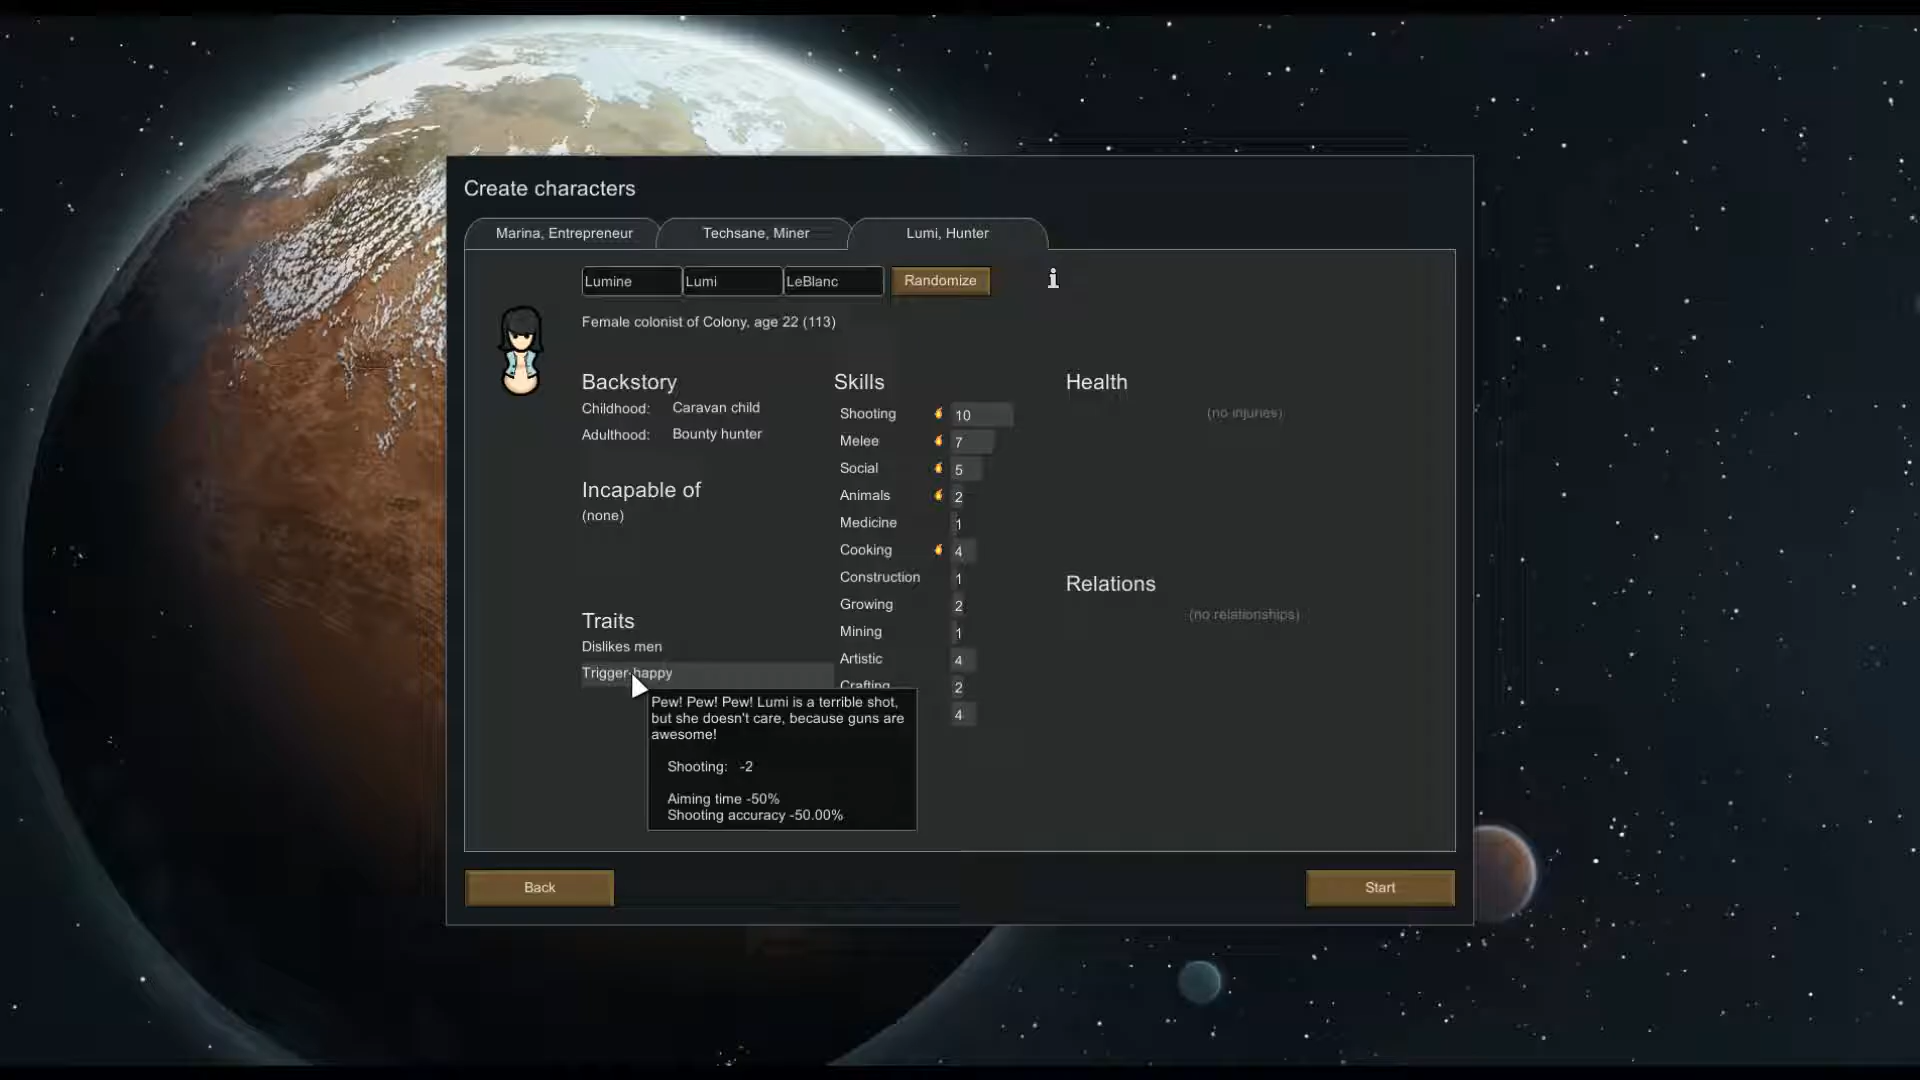 Create characters
Marina, Entrepreneur
Techsane, Miner
Lumi, Hunter
Lumine
Lumi
LeBlanc
Randomize
Female colonist of Colony, age 22 (113)
Backstory
Childhood: Caravan child
Adulthood: Bounty hunter
Incapable of
(none)
Traits
Dislikes men
Trigger-happy
Pew! Pew! Pew! Lumi is a terrible shot,
but she doesn't care, because guns are
awesome!
Shooting: -2
Aiming time -50%
Shooting accuracy -50.00%
Skills
Shooting 10
Melee 7
Social 5
Animals 2
Medicine 1
Cooking 4
Construction 1
Growing 2
Mining 1
Artistic 4
Crafting 2
4
Health
(no injuries)
Relations
(no relationships)
Back
Start